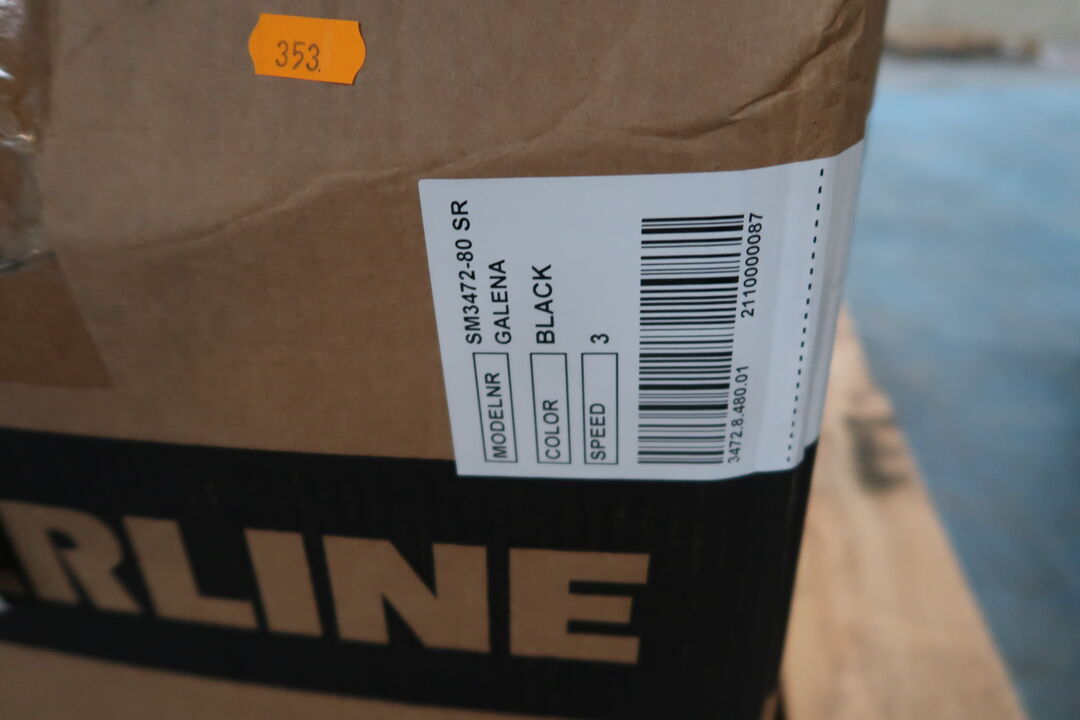 353.
MODELNR SM3472-80 SR
GALENA
COLOR BLACK
SPEED 3
3472.8.480.01 2110000087
RLINE